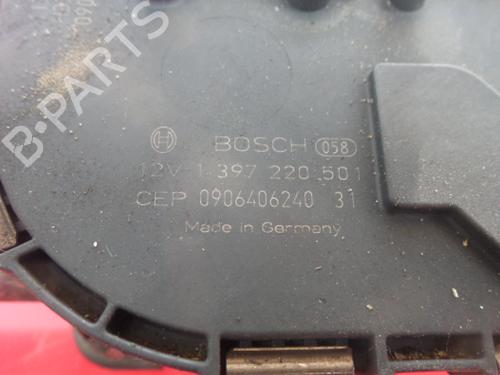 B-PARTS
BOSCH 058
12V 1 397 220 501
CEP 0906406240 31
Made in Germany